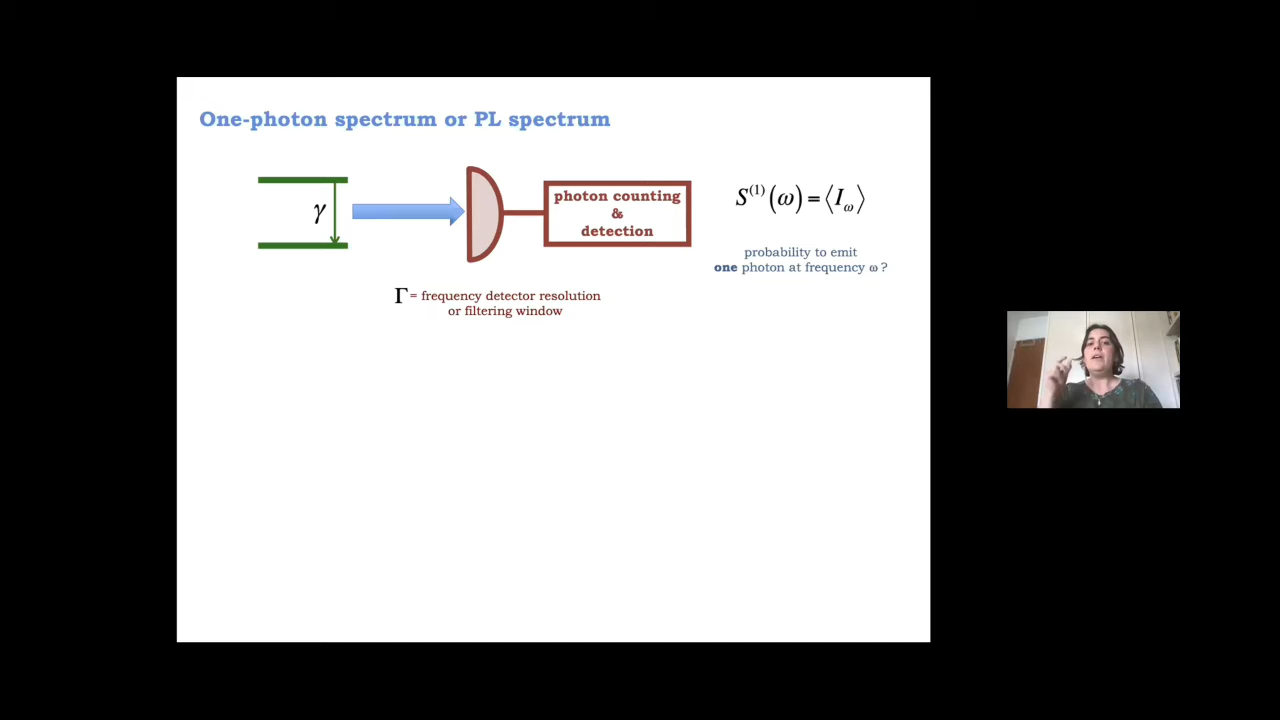 One-photon spectrum or PL spectrum
γ
photon counting
&
detection
S⁽¹⁾(ω)=⟨I_ω⟩
probability to emit
one photon at frequency ω ?
Γ = frequency detector resolution
or filtering window